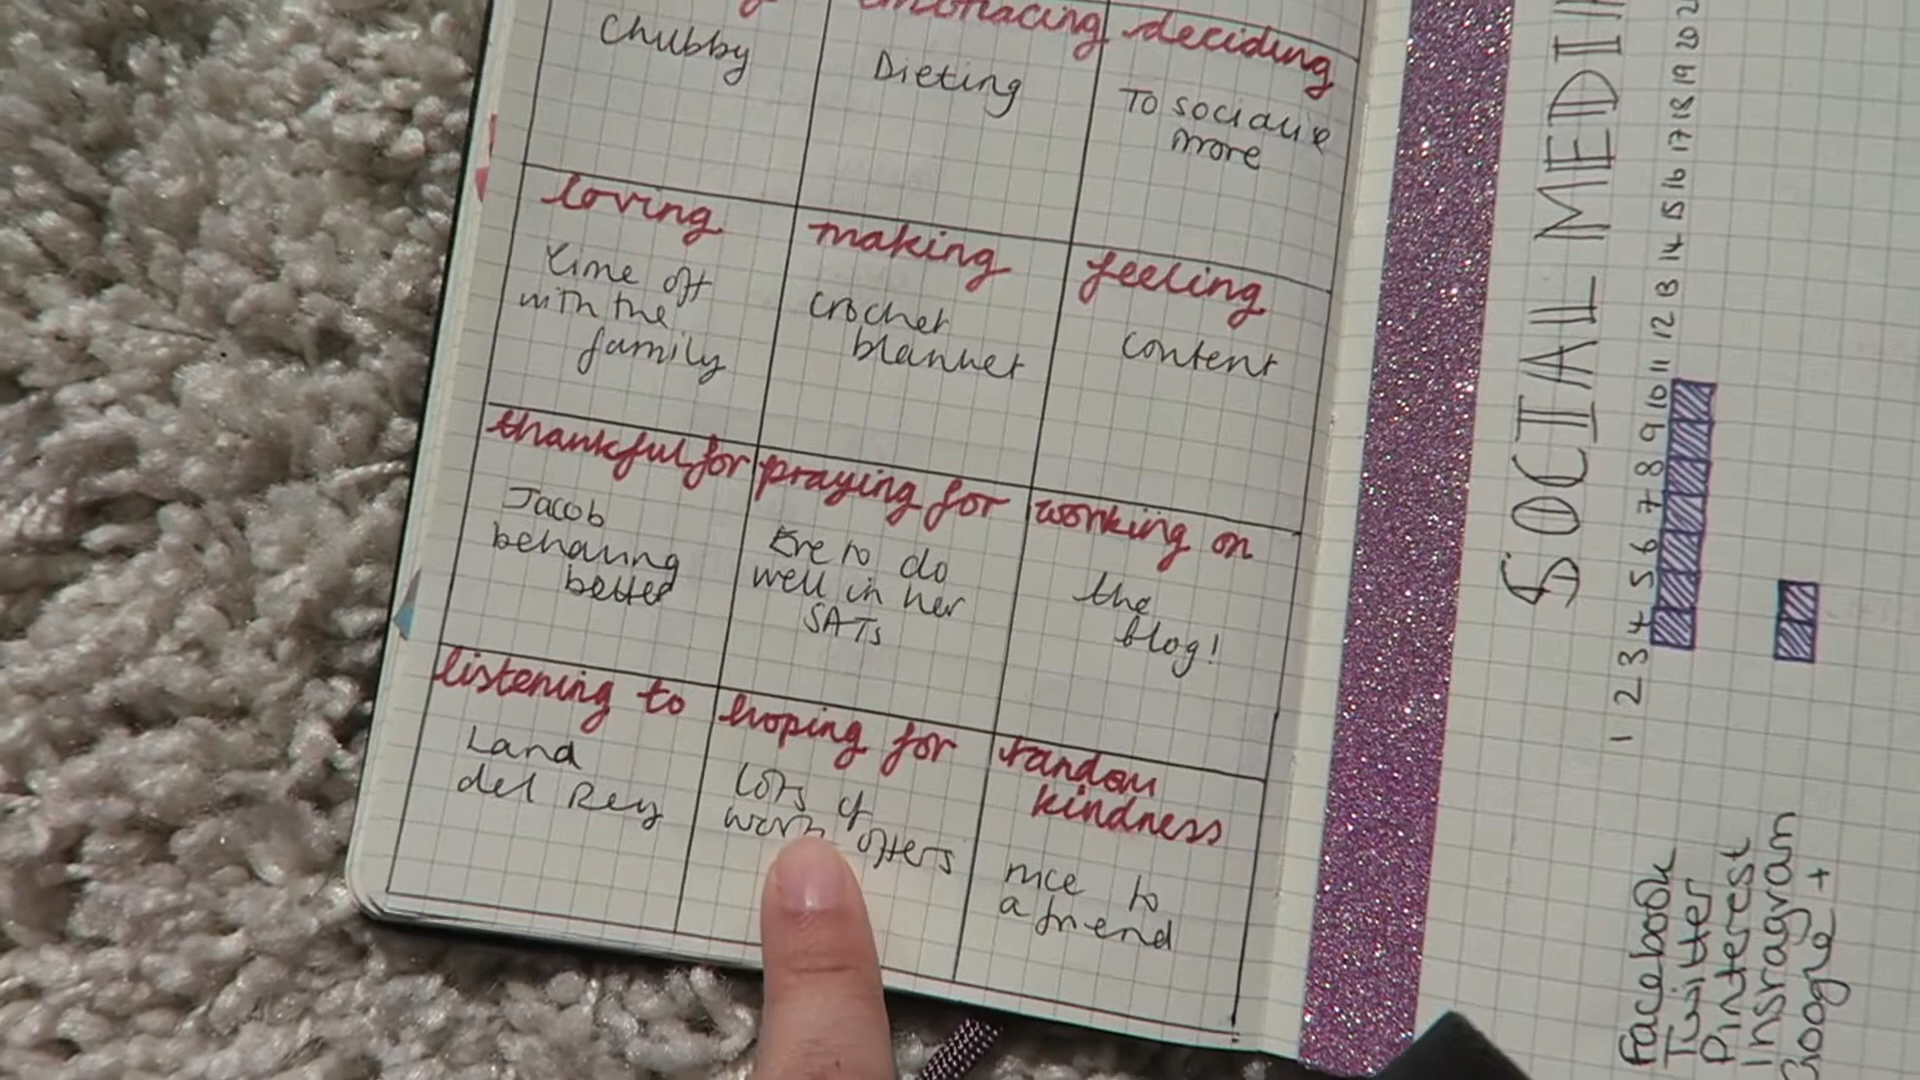 embracing
deciding
Chubby
Dieting
To socialise
more
loving
time off
with the
family
making
crochet
blanket
feeling
content
thankful for
Jacob
behaving
better
praying for
Eve to do
well in her
SATs
working on
the
blog!
listening to
Lana
del Rey
hoping for
Lots of
work offers
random
kindness
nice to
a friend
SOCIAL MEDI
1 2 3 4 5 6 7 8 9 10 11 12 13 14 15 16 17 18 19 20
Facebook
Twitter
Pinterest
Instagram
Google +